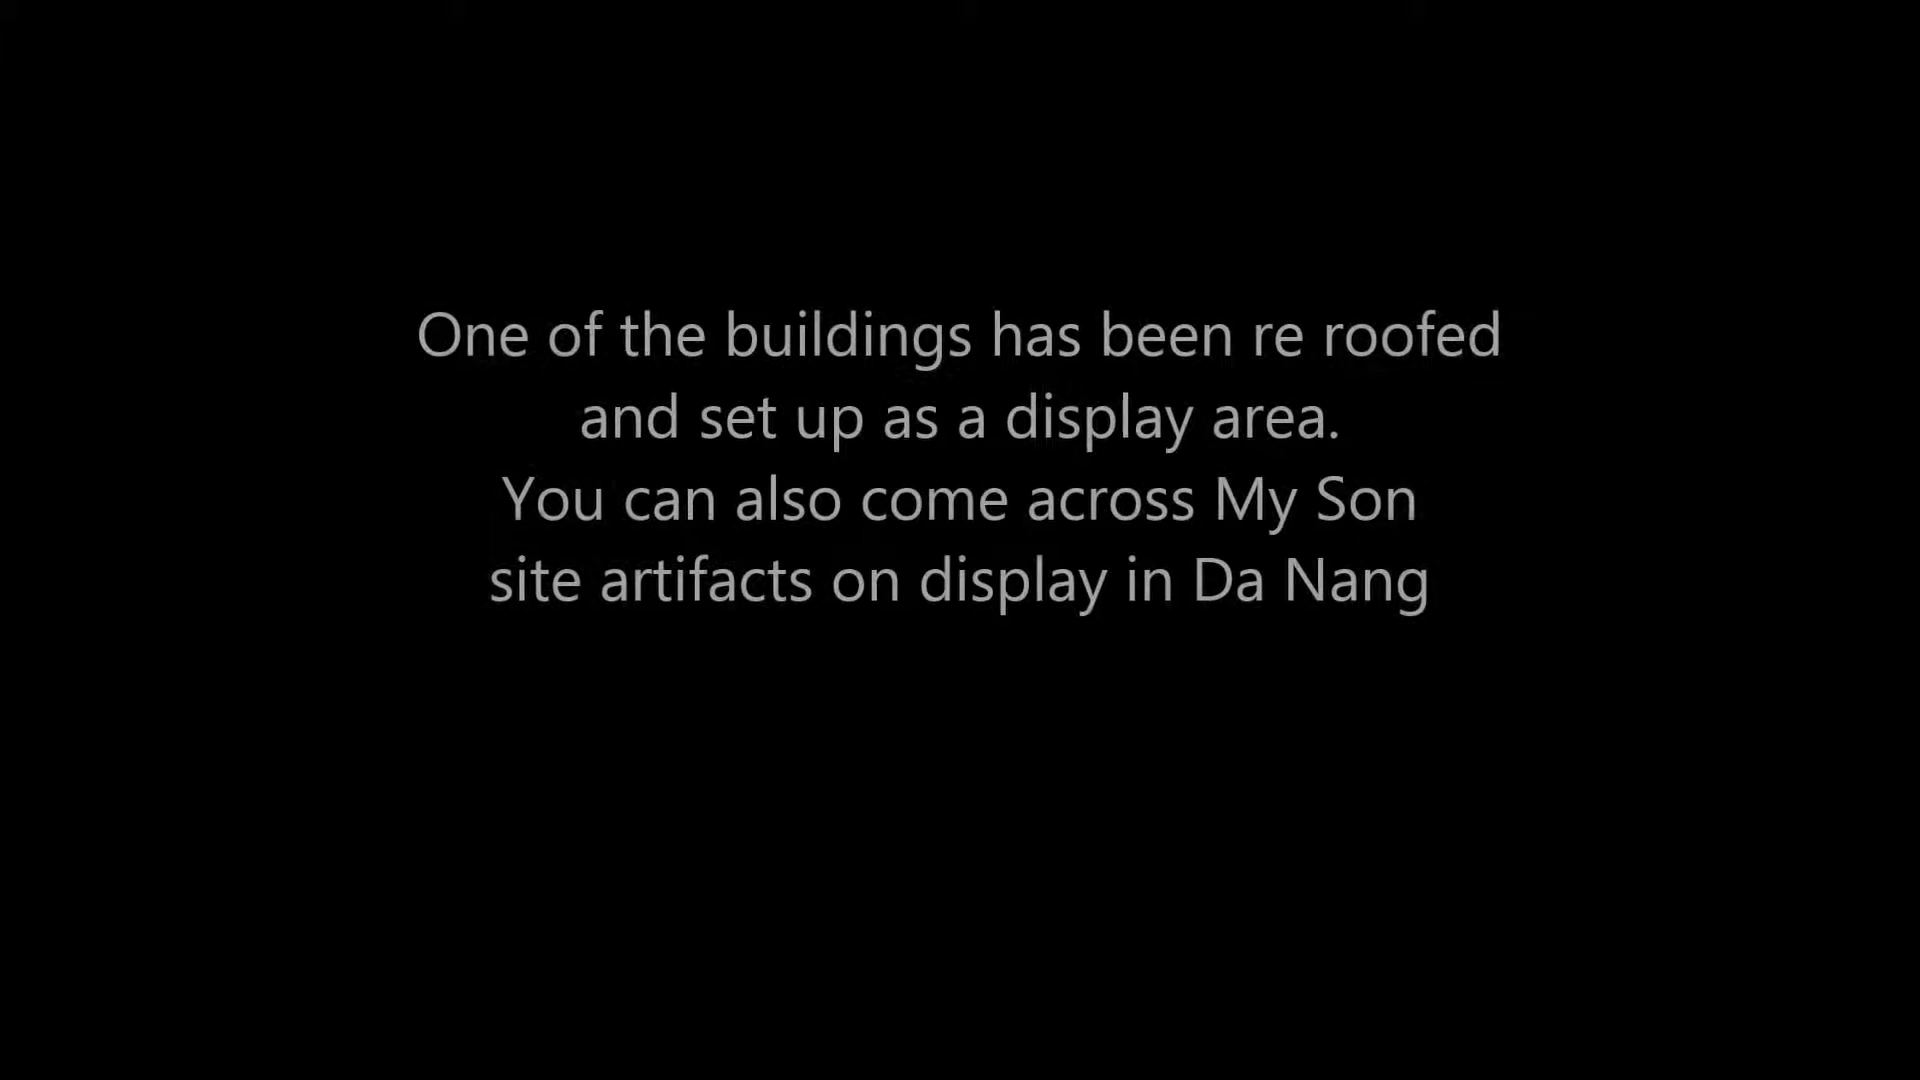 One of the buildings has been re roofed
and set up as a display area.
You can also come across My Son
site artifacts on display in Da Nang